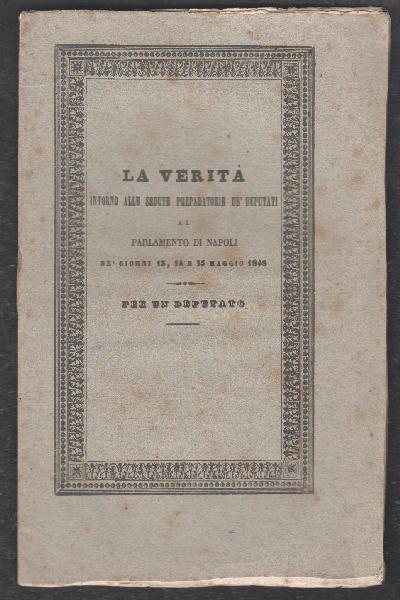 LA VERITÀ
INTORNO ALLE SEDUTE PREPARATORIE DE' DEPUTATI
AL
PARLAMENTO DI NAPOLI
NE' GIORNI 13, 14 E 15 MAGGIO 1848
PER UN DEPUTATO